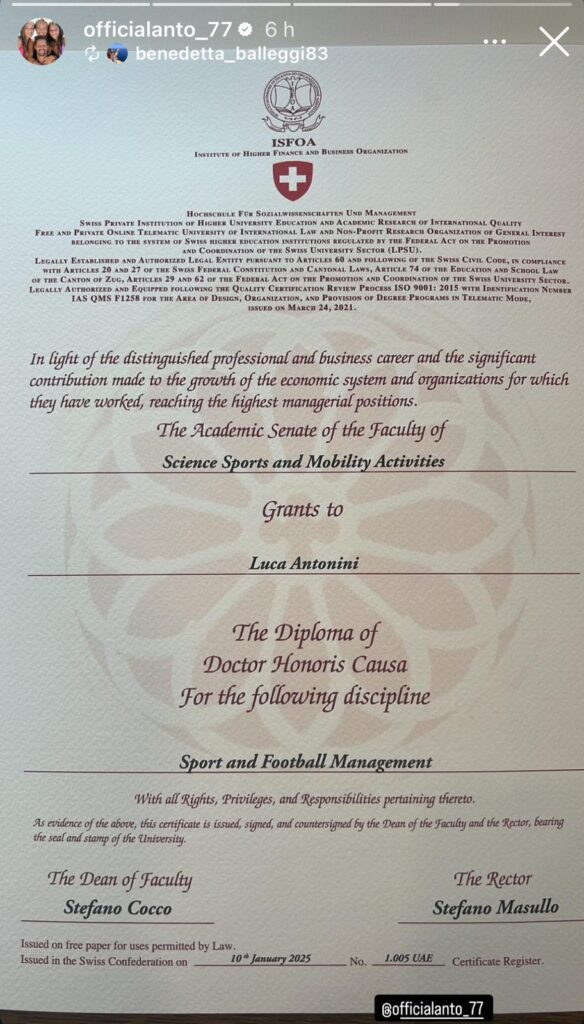 officialanto_77 6 h
benedetta_balleggi83
ISFOA
Institute of Higher Finance and Business Organization
Hochschule Für Sozialwissenschaften Und Management
Swiss Private Institution of Higher University Education and Academic Research of International Quality
Free and Private Online Telematic University of International Law and Non-Profit Research Organization of General Interest
belonging to the system of Swiss higher education institutions regulated by the Federal Act on the Promotion
and Coordination of the Swiss University Sector (LPSU).
Legally Established and Authorized Legal Entity pursuant to Articles 60 and following of the Swiss Civil Code, in compliance
with Articles 20 and 27 of the Swiss Federal Constitution and Cantonal Laws, Article 74 of the Education and School Law
of the Canton of Zug, Articles 29 and 62 of the Federal Act on the Promotion and Coordination of the Swiss University Sector.
Legally Authorized and Equipped following the Quality Certification Review Process ISO 9001: 2015 with Identification Number
IAS QMS F1258 for the Area of Design, Organization, and Provision of Degree Programs in Telematic Mode,
issued on March 24, 2021.
In light of the distinguished professional and business career and the significant
contribution made to the growth of the economic system and organizations for which
they have worked, reaching the highest managerial positions.
The Academic Senate of the Faculty of
Science Sports and Mobility Activities
Grants to
Luca Antonini
The Diploma of
Doctor Honoris Causa
For the following discipline
Sport and Football Management
With all Rights, Privileges, and Responsibilities pertaining thereto.
As evidence of the above, this certificate is issued, signed, and countersigned by the Dean of the Faculty and the Rector, bearing
the seal and stamp of the University.
The Dean of Faculty The Rector
Stefano Cocco Stefano Masullo
Issued on free paper for uses permitted by Law.
Issued in the Swiss Confederation on 10th January 2025 No. 1.005 UAE Certificate Register.
@officialanto_77